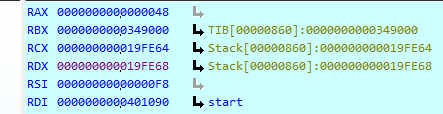 RAX 0000000000000048
RBX 0000000000349000 TIB[00000860]:0000000000349000
RCX 000000000019FE64 Stack[00000860]:000000000019FE64
RDX 000000000019FE68 Stack[00000860]:000000000019FE68
RSI 00000000000000F8
RDI 0000000000401090 start